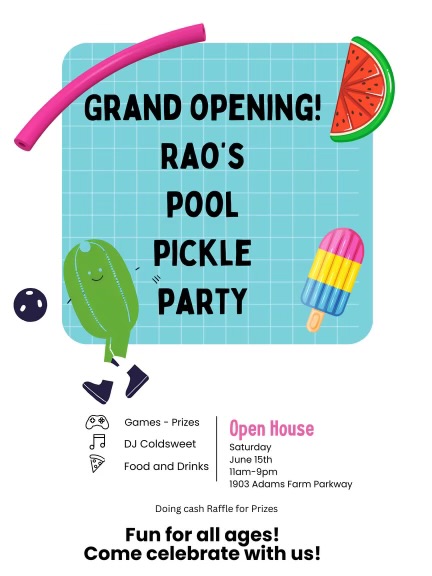 GRAND OPENING!
RAO'S
POOL
PICKLE
PARTY
Games - Prizes
DJ Coldsweet
Food and Drinks
Open House
Saturday
June 15th
11am-9pm
1903 Adams Farm Parkway
Doing cash Raffle for Prizes
Fun for all ages!
Come celebrate with us!